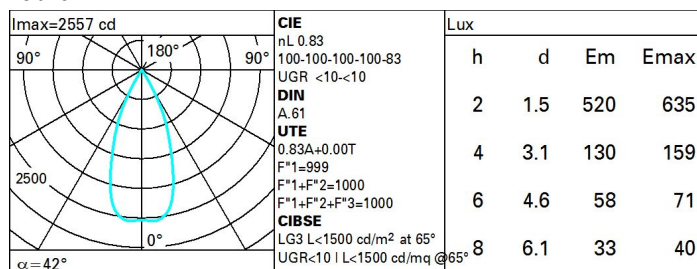 Imax=2557 cd
90° 180° 90°
2500
0°
α=42°
CIE
nL 0.83
100-100-100-100-83
UGR <10-<10
DIN
A.61
UTE
0.83A+0.00T
F"1=999
F"1+F"2=1000
F"1+F"2+F"3=1000
CIBSE
LG3 L<1500 cd/m² at 65°
UGR<10 | L<1500 cd/mq @65°
Lux
h d Em Emax
2 1.5 520 635
4 3.1 130 159
6 4.6 58 71
8 6.1 33 40